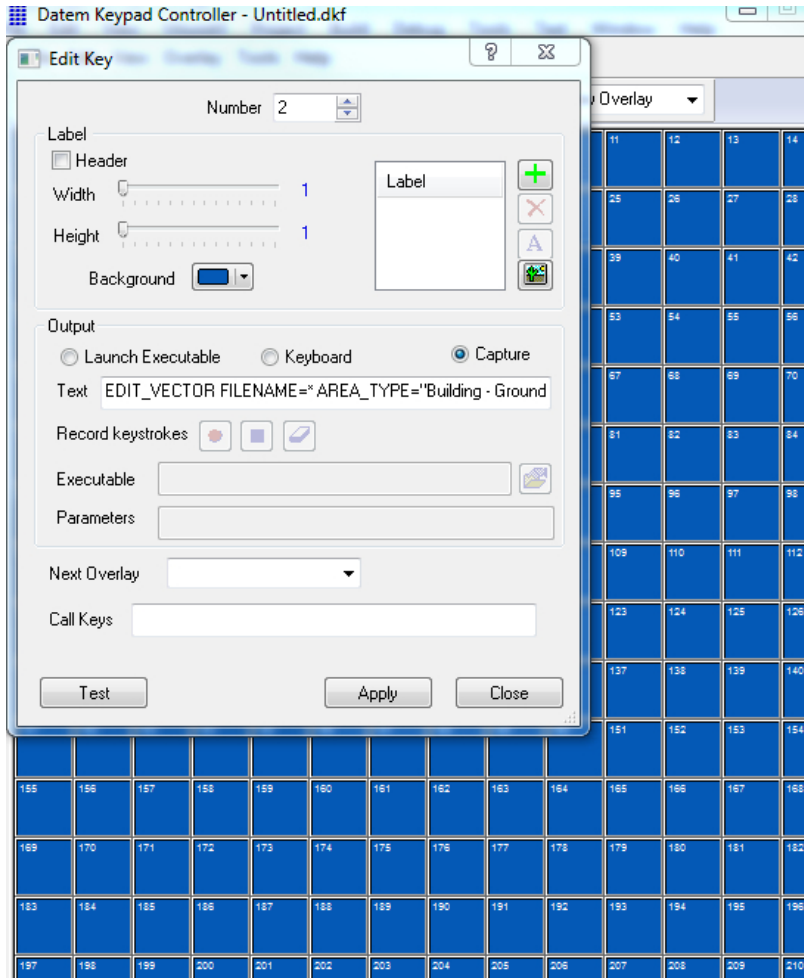 Datem Keypad Controller - Untitled.dkf
Edit Key
Number 2
Overlay
Label
Header
Width 1
Label
Height 1
A
Background
Output
Launch Executable Keyboard Capture
Text EDIT_VECTOR FILENAME=* AREA_TYPE="Building - Ground
Record keystrokes
Executable
Parameters
Next Overlay
Call Keys
Test Apply Close
11 12 13 14
25 26 27 28
39 40 41 42
53 54 55 56
67 68 69 70
81 82 83 84
95 96 97 98
109 110 111 112
123 124 125 126
137 138 139 140
151 152 153 154
155 156 157 158 159 160 161 162 163 164 165 166 167 168
169 170 171 172 173 174 175 176 177 178 179 180 181 182
183 184 185 186 187 188 189 190 191 192 193 194 195 196
197 198 199 200 201 202 203 204 205 206 207 208 209 210